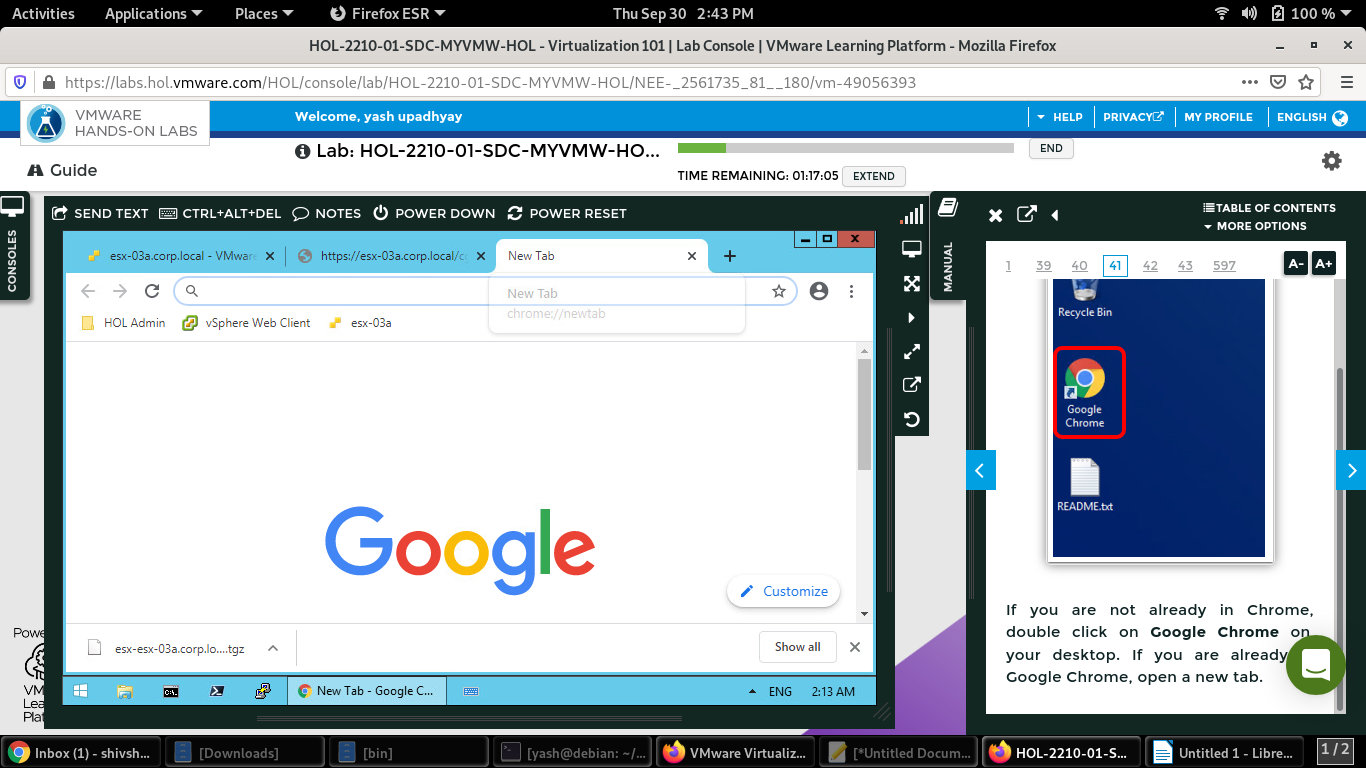 Activities Applications Places Firefox ESR Thu Sep 30 2:43 PM 100 %
HOL-2210-01-SDC-MYVMW-HOL - Virtualization 101 | Lab Console | VMware Learning Platform - Mozilla Firefox
https://labs.hol.vmware.com/HOL/console/lab/HOL-2210-01-SDC-MYVMW-HOL/NEE-_2561735_81__180/vm-49056393
VMWARE
HANDS-ON LABS
Welcome, yash upadhyay
HELP PRIVACY MY PROFILE ENGLISH
Guide
Lab: HOL-2210-01-SDC-MYVMW-HO...
END
TIME REMAINING: 01:17:05 EXTEND
CONSOLES
SEND TEXT CTRL+ALT+DEL NOTES POWER DOWN POWER RESET
esx-03a.corp.local - VMware https://esx-03a.corp.local/c New Tab
New Tab
chrome://newtab
HOL Admin vSphere Web Client esx-03a
Google
Customize
esx-esx-03a.corp.lo....tgz Show all
New Tab - Google C... ENG 2:13 AM
MANUAL
TABLE OF CONTENTS
MORE OPTIONS
1 39 40 41 42 43 597 A- A+
Recycle Bin
Google
Chrome
README.txt
If you are not already in Chrome,
double click on Google Chrome on
your desktop. If you are already
Google Chrome, open a new tab.
Power
VM
Lea
Plat
Inbox (1) - shivsh... [Downloads] [bin] [yash@debian: ~/... VMware Virtualiz... [*Untitled Docum... HOL-2210-01-S... Untitled 1 - Libre... 1 / 2